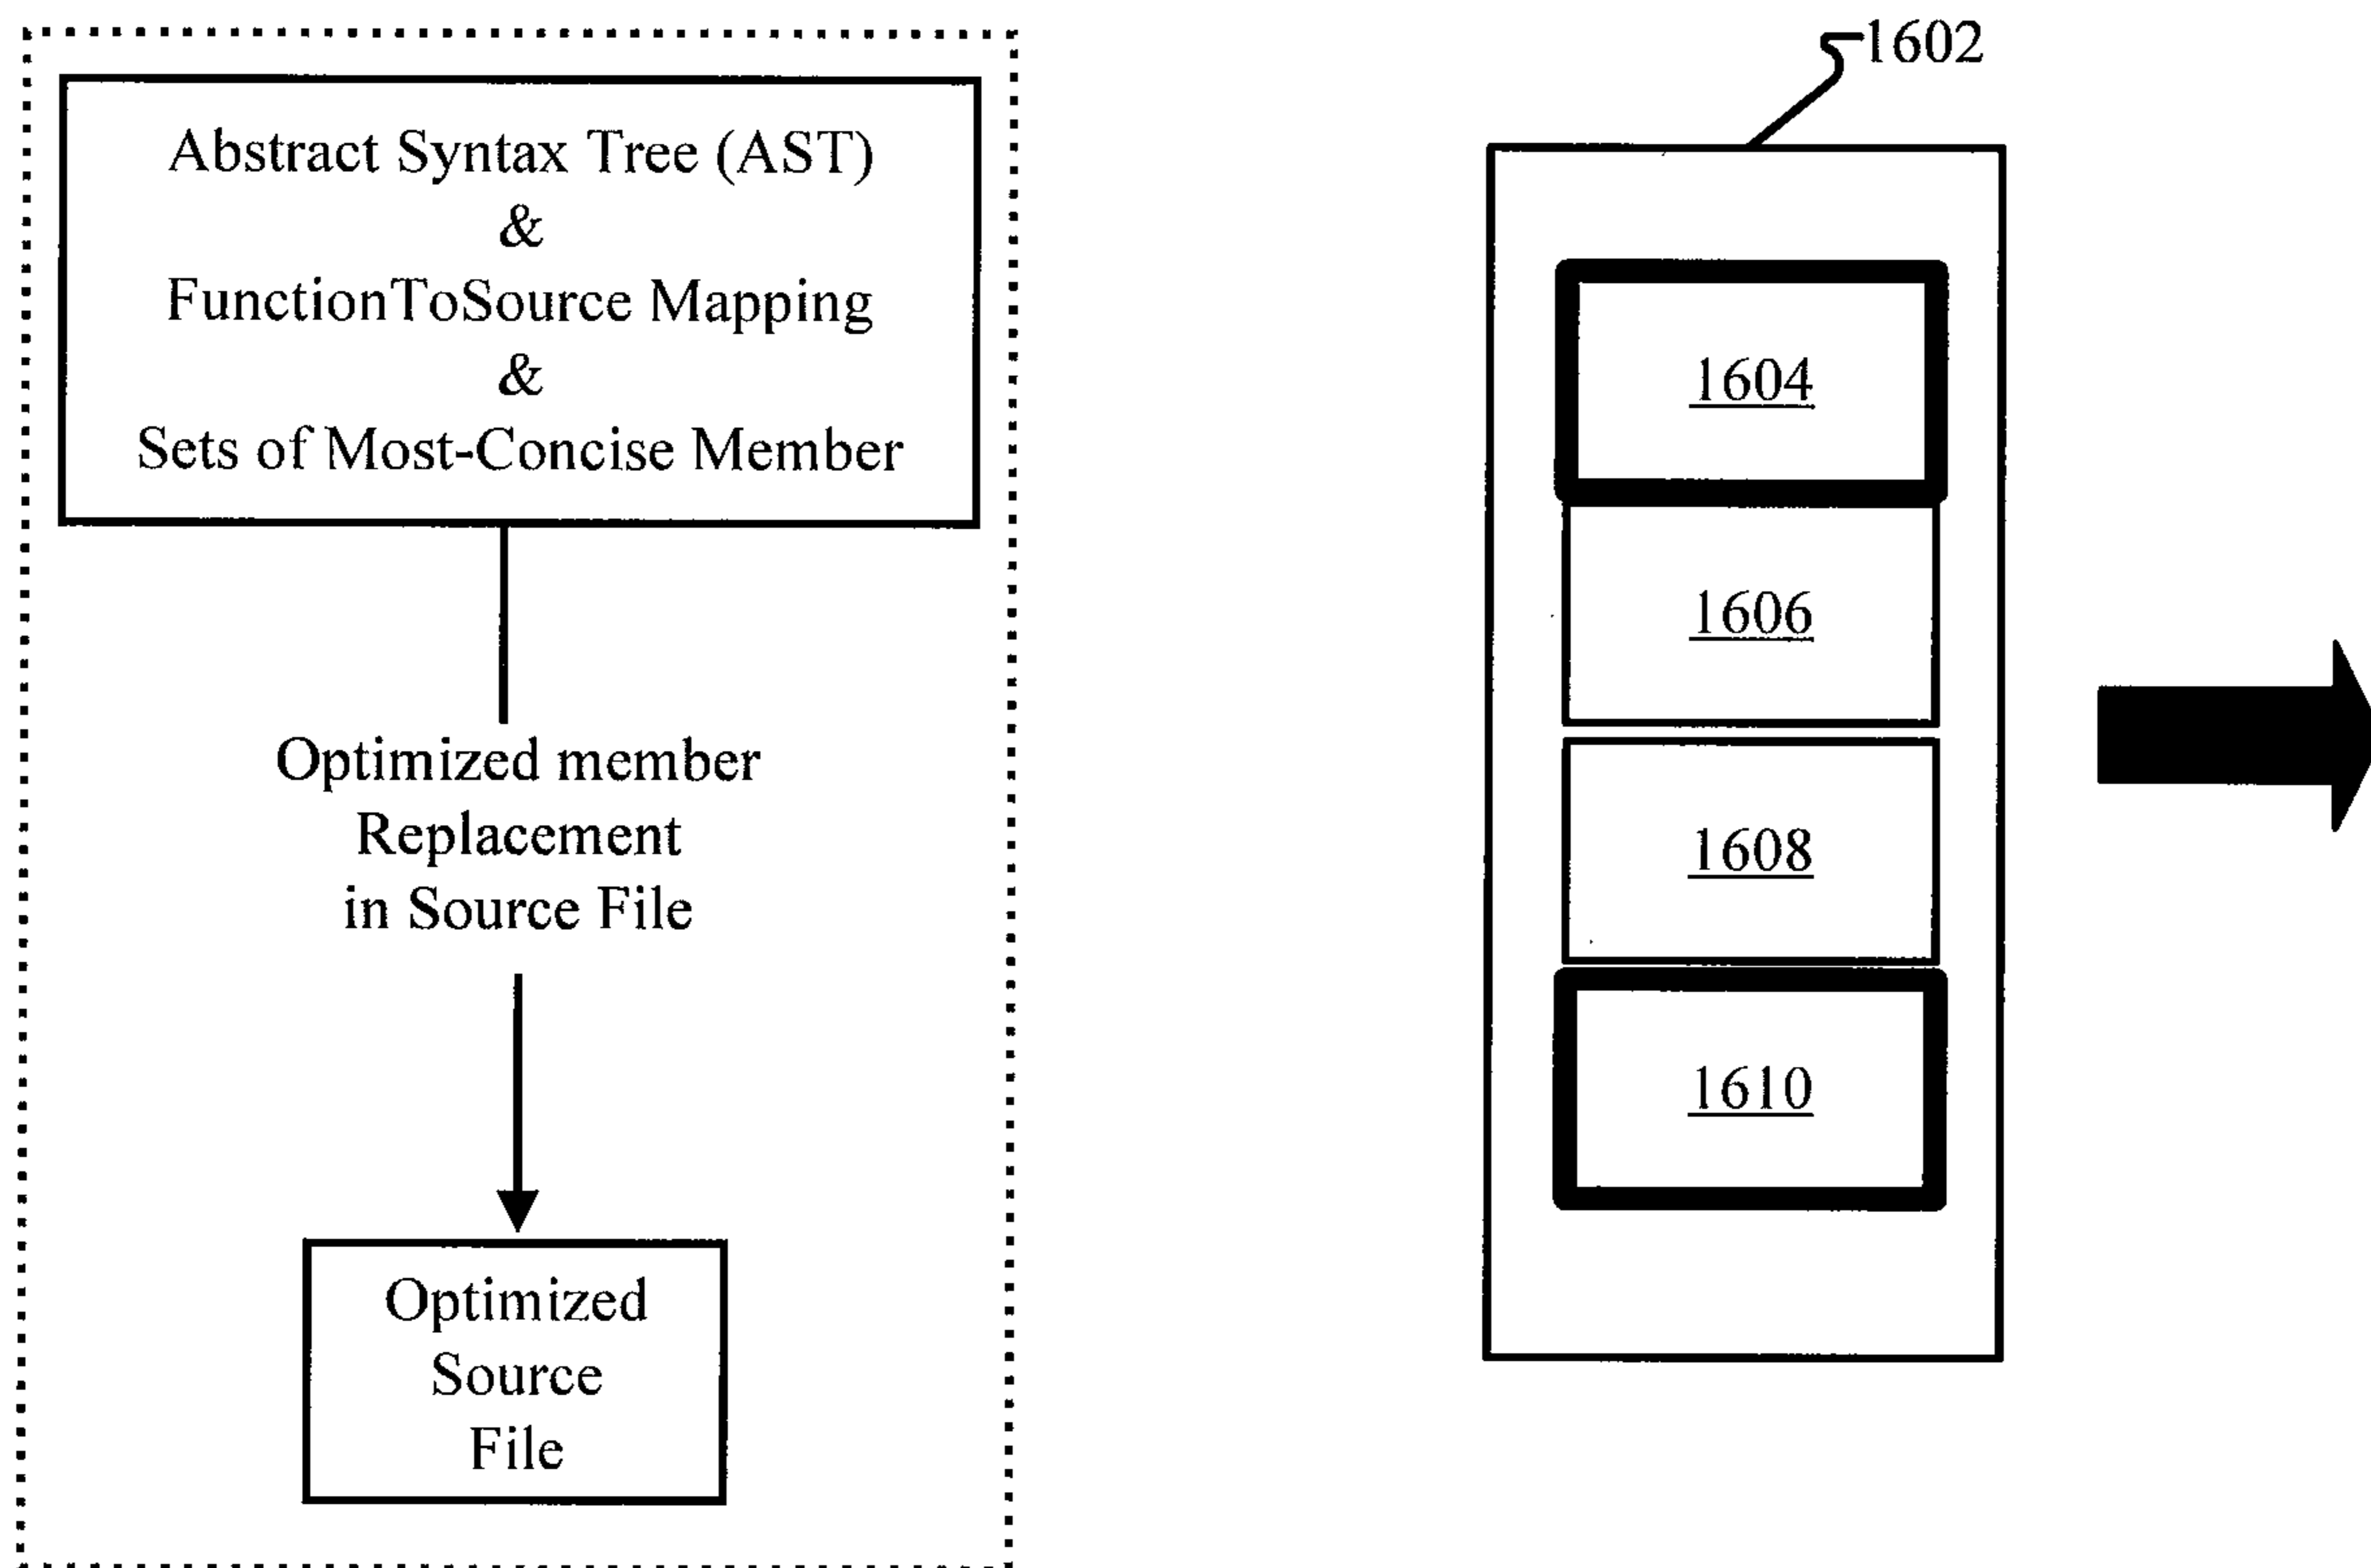 Abstract Syntax Tree (AST)
&
FunctionToSource Mapping
&
Sets of Most-Concise Member
Optimized member
Replacement
in Source File
Optimized
Source
File
1602
1604
1606
1608
1610